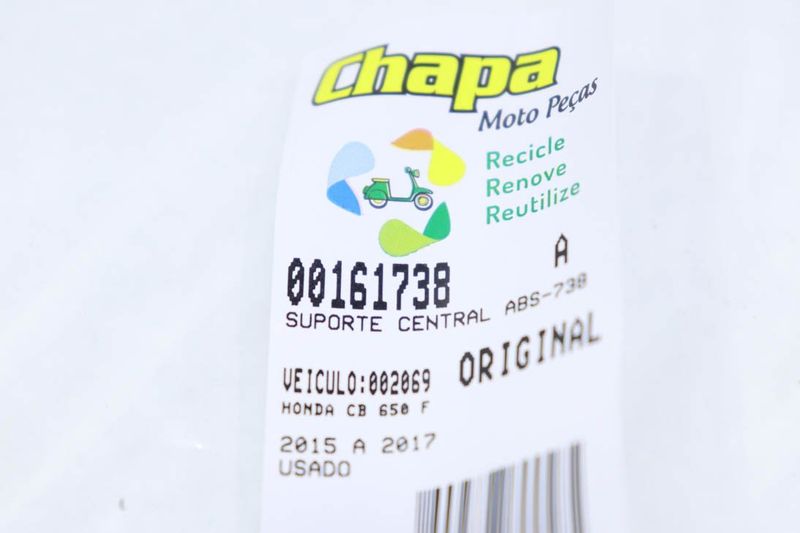 Chapa
Moto Peças
Recicle
Renove
Reutilize
A
00161738
SUPORTE CENTRAL ABS-738
ORIGINAL
VEICULO:002069
HONDA CB 650 F
2015 A 2017
USADO